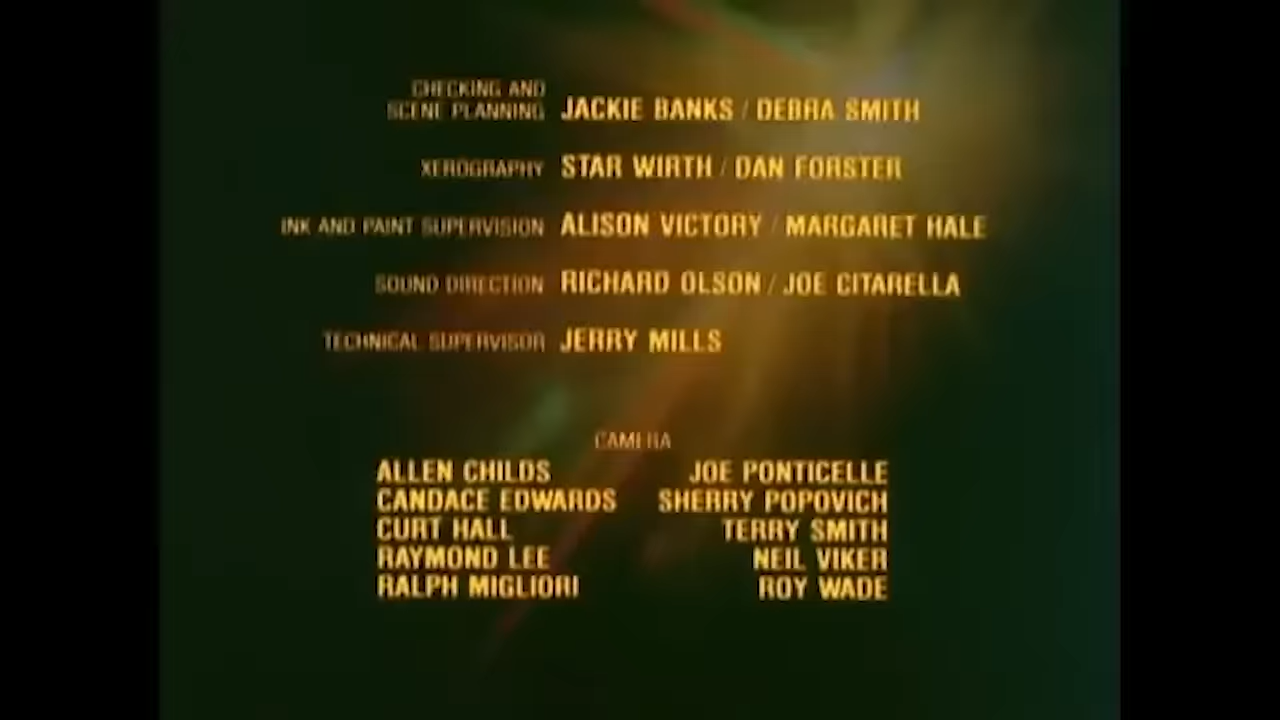 CHECKING AND
SCENE PLANNING JACKIE BANKS / DEBRA SMITH
XEROGRAPHY STAR WIRTH / DAN FORSTER
INK AND PAINT SUPERVISION ALISON VICTORY / MARGARET HALE
SOUND DIRECTION RICHARD OLSON / JOE CITARELLA
TECHNICAL SUPERVISOR JERRY MILLS
CAMERA
ALLEN CHILDS JOE PONTICELLE
CANDACE EDWARDS SHERRY POPOVICH
CURT HALL TERRY SMITH
RAYMOND LEE NEIL VIKER
RALPH MIGLIORI ROY WADE